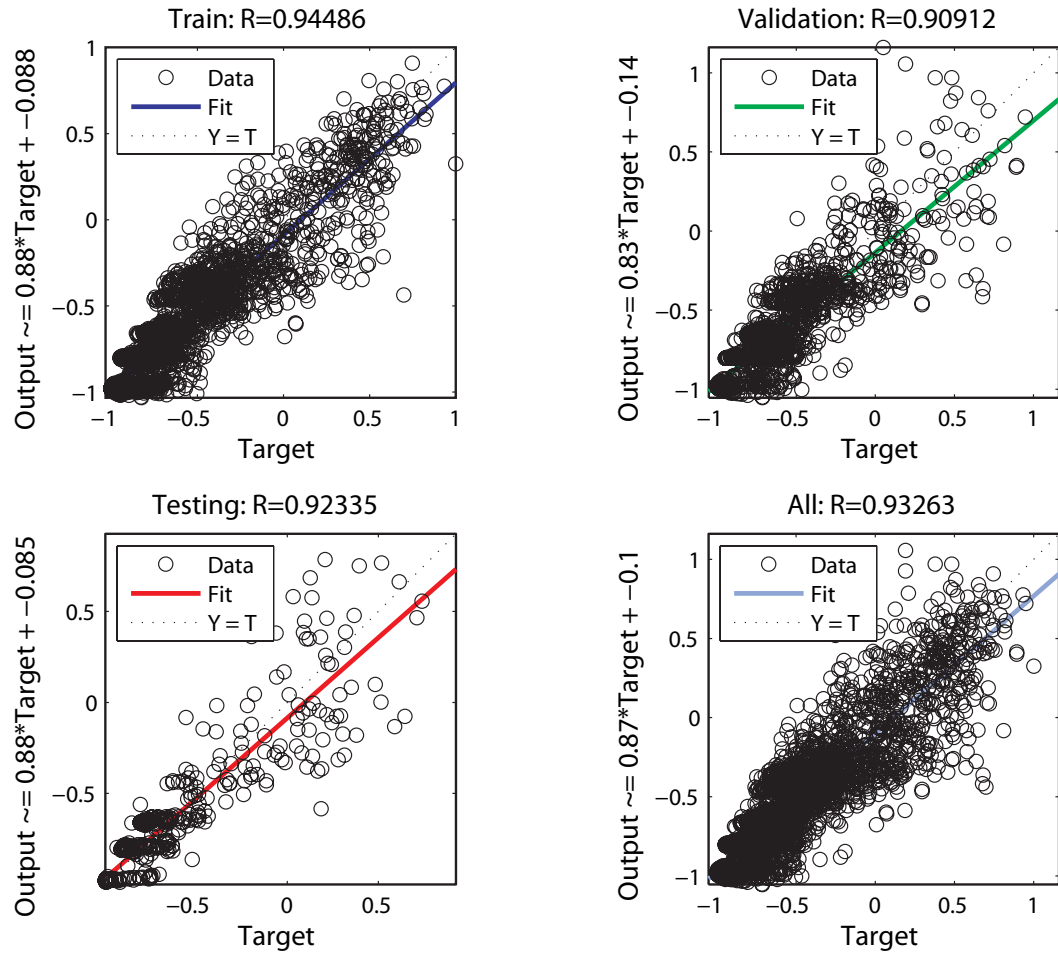 Train: R=0.94486
Output ~= 0.88*Target + −0.088
1
0.5
0
−0.5
−1
Data
Fit
Y = T
−1
−0.5
0
0.5
1
Target
Validation: R=0.90912
Output ~= 0.83*Target + −0.14
1
0.5
0
−0.5
−1
Data
Fit
Y = T
−1
−0.5
0
0.5
1
Target
Testing: R=0.92335
Output ~= 0.88*Target + −0.085
0.5
0
−0.5
Data
Fit
Y = T
−0.5
0
0.5
Target
All: R=0.93263
Output ~= 0.87*Target + −0.1
1
0.5
0
−0.5
−1
Data
Fit
Y = T
−1
−0.5
0
0.5
1
Target